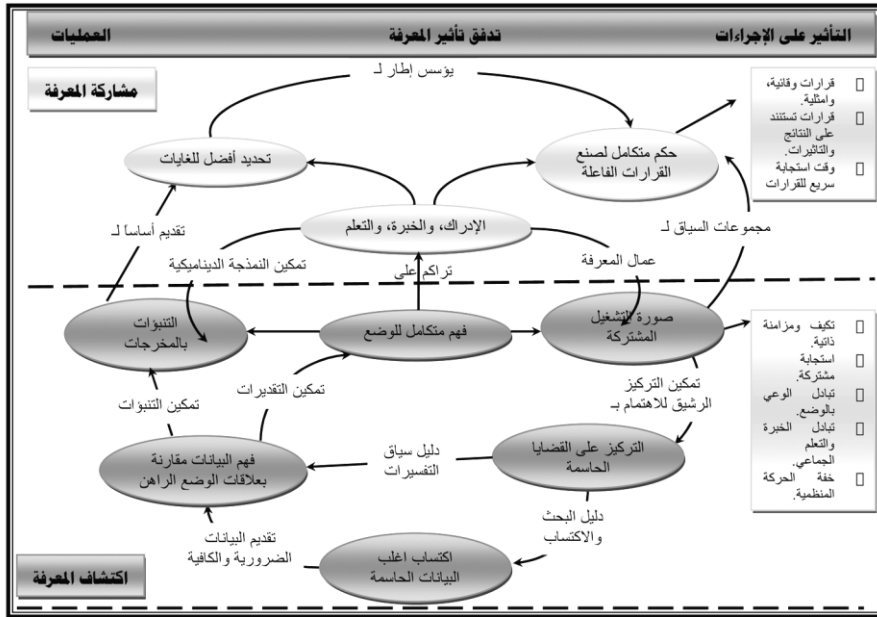 التأثير على الإجراءات
تدفق تأثير المعرفة
العمليات
مشاركة المعرفة
يؤسس إطار لـ
قرارات وقائية،
وامثلية.
قرارات تستند
على النتائج
والتاثيرات.
وقت استجابة
سريع للقرارات
حكم متكامل لصنع
القرارات الفاعلة
تحديد أفضل للغايات
الإدراك، والخبرة، والتعلم
مجموعات السياق لـ
تقديم أساساً لـ
عمال المعرفة
تراكم على
تمكين النمذجة الديناميكية
صورة التشغيل
المشتركة
فهم متكامل للوضع
التنبؤات
بالمخرجات
تكيف ومزامنة
ذاتية.
استجابة
مشتركة.
تبادل الوعي
بالوضع.
تبادل الخبرة
والتعلم
الجماعي.
خفة الحركة
المنظمية.
تمكين التركيز
الرشيق للاهتمام بـ
تمكين التقديرات
تمكين التنبؤات
التركيز على القضايا
الحاسمة
دليل سياق
التفسيرات
فهم البيانات مقارنة
بعلاقات الوضع الراهن
دليل البحث
والاكتساب
تقديم البيانات
الضرورية والكافية
اكتساب اغلب
البيانات الحاسمة
اكتشاف المعرفة